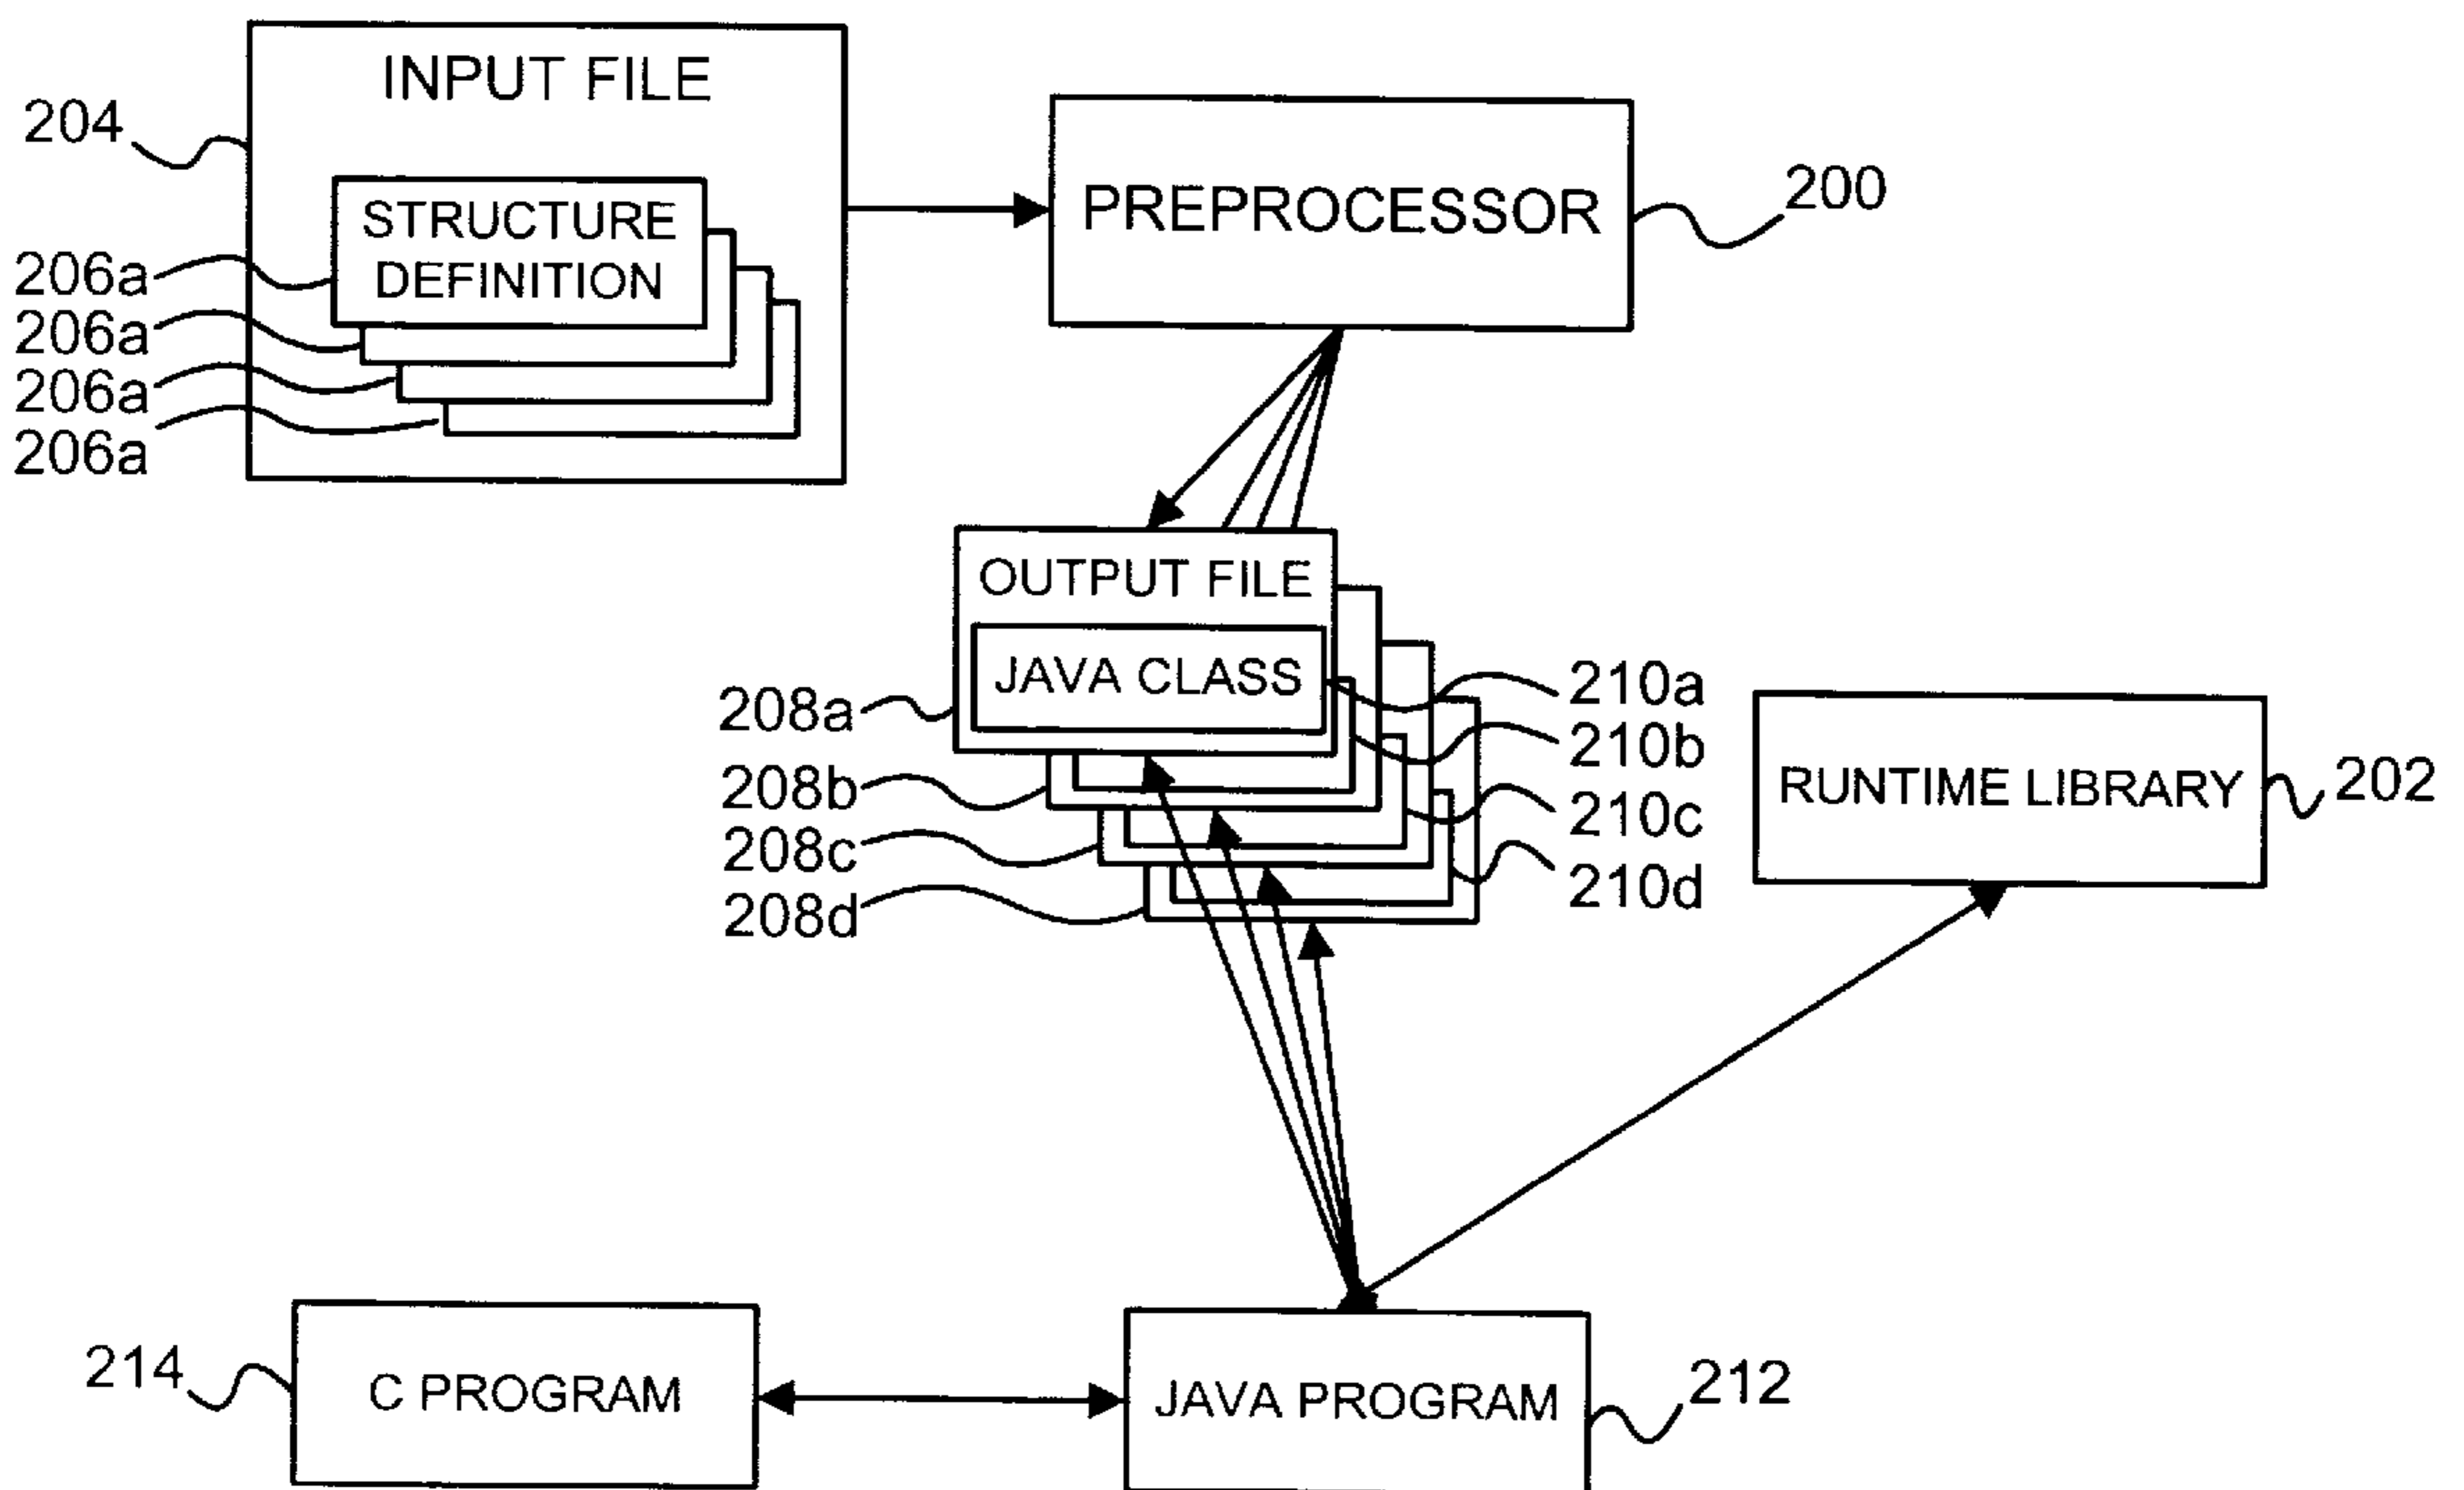 INPUT FILE
204
STRUCTURE
DEFINITION
206a
206a
206a
206a
PREPROCESSOR
200
OUTPUT FILE
JAVA CLASS
208a
208b
208c
208d
210a
210b
210c
210d
RUNTIME LIBRARY
202
214
C PROGRAM
JAVA PROGRAM
212